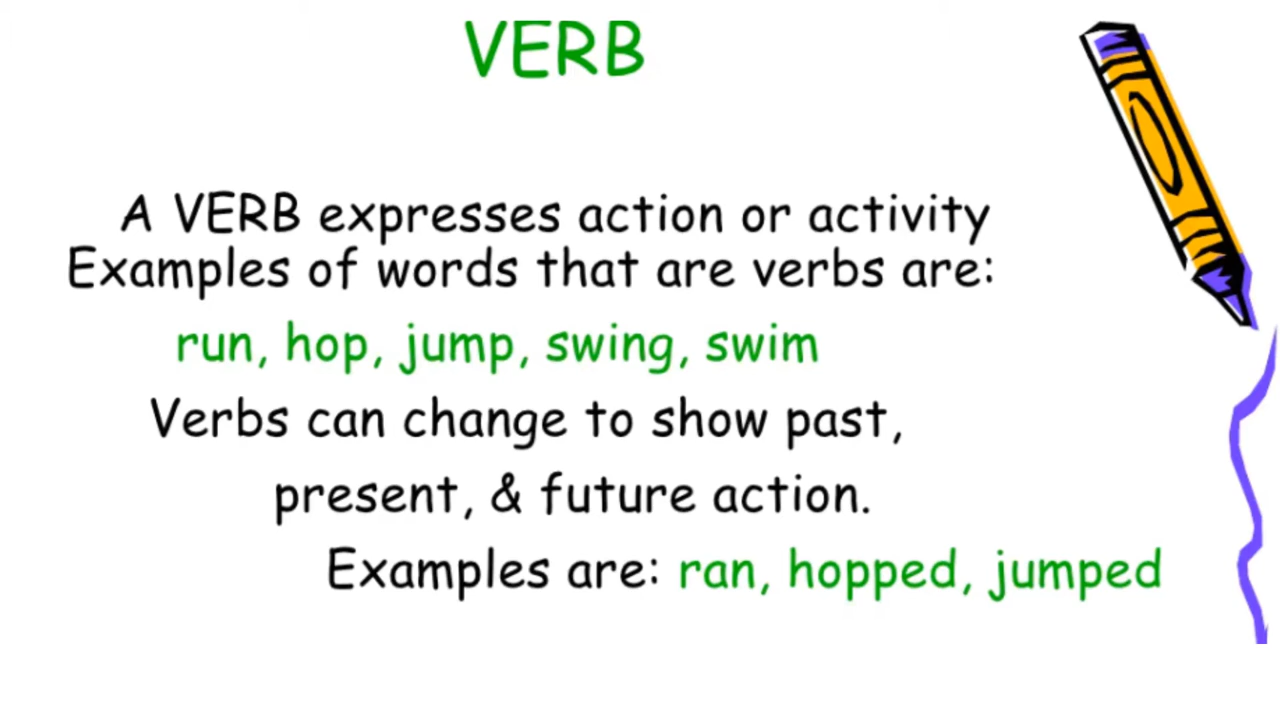 VERB
A VERB expresses action or activity
Examples of words that are verbs are:
run, hop, jump, swing, swim
Verbs can change to show past,
present, & future action.
Examples are: ran, hopped, jumped